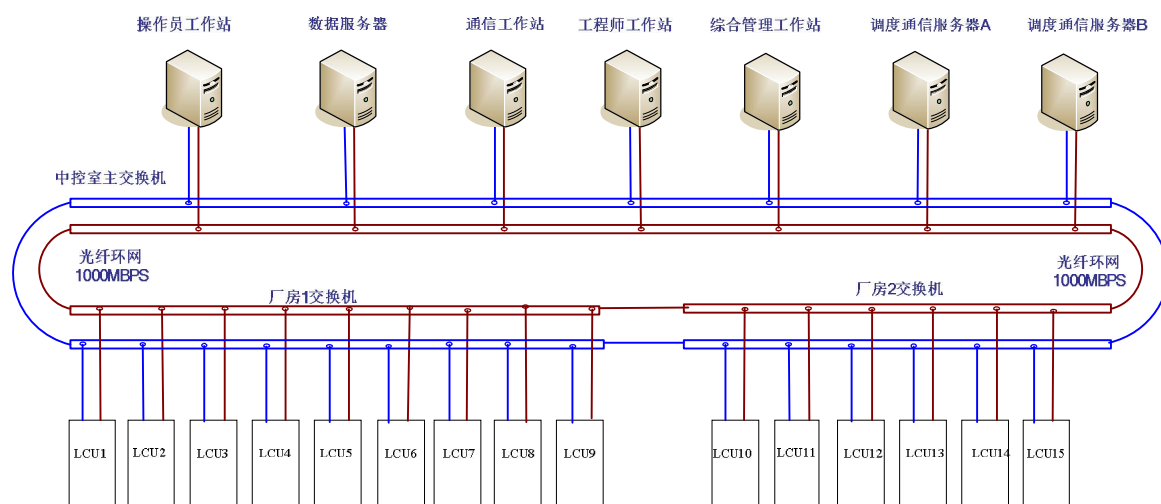 操作员工作站
数据服务器
通信工作站
工程师工作站
综合管理工作站
调度通信服务器A
调度通信服务器B
中控室主交换机
光纤环网
1000MBPS
光纤环网
1000MBPS
厂房1交换机
厂房2交换机
LCU1
LCU2
LCU3
LCU4
LCU5
LCU6
LCU7
LCU8
LCU9
LCU10
LCU11
LCU12
LCU13
LCU14
LCU15